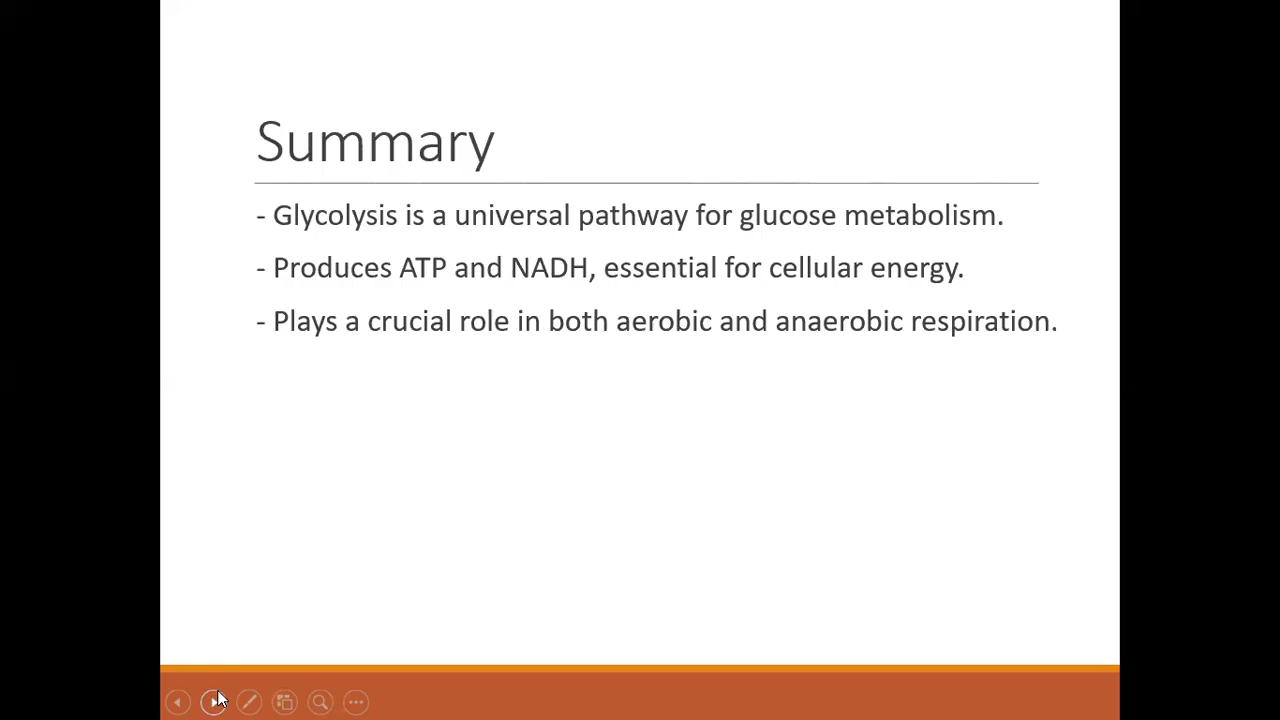 Summary
- Glycolysis is a universal pathway for glucose metabolism.
- Produces ATP and NADH, essential for cellular energy.
- Plays a crucial role in both aerobic and anaerobic respiration.